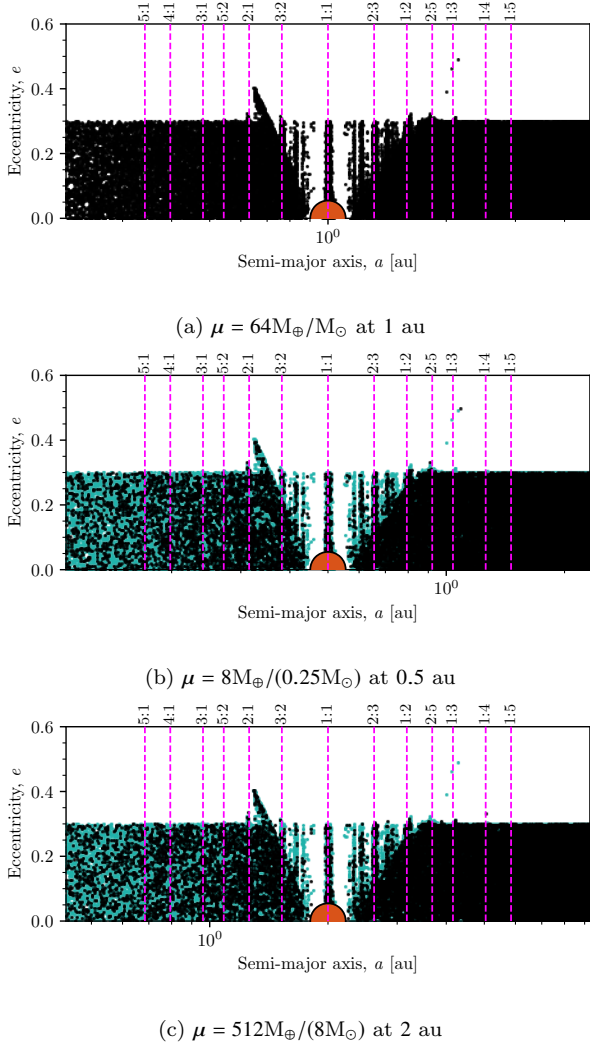 5:1 4:1 3:1 5:2 2:1 3:2 1:1 2:3 1:2 2:5 1:3 1:4 1:5
0.6
0.4
0.2
0.0
Eccentricity, e
10⁰
Semi-major axis, a [au]
(a) μ = 64M⊕/M⊙ at 1 au
5:1 4:1 3:1 5:2 2:1 3:2 1:1 2:3 1:2 2:5 1:3 1:4 1:5
0.6
0.4
0.2
0.0
Eccentricity, e
10⁰
Semi-major axis, a [au]
(b) μ = 8M⊕/(0.25M⊙) at 0.5 au
5:1 4:1 3:1 5:2 2:1 3:2 1:1 2:3 1:2 2:5 1:3 1:4 1:5
0.6
0.4
0.2
0.0
Eccentricity, e
10⁰
Semi-major axis, a [au]
(c) μ = 512M⊕/(8M⊙) at 2 au